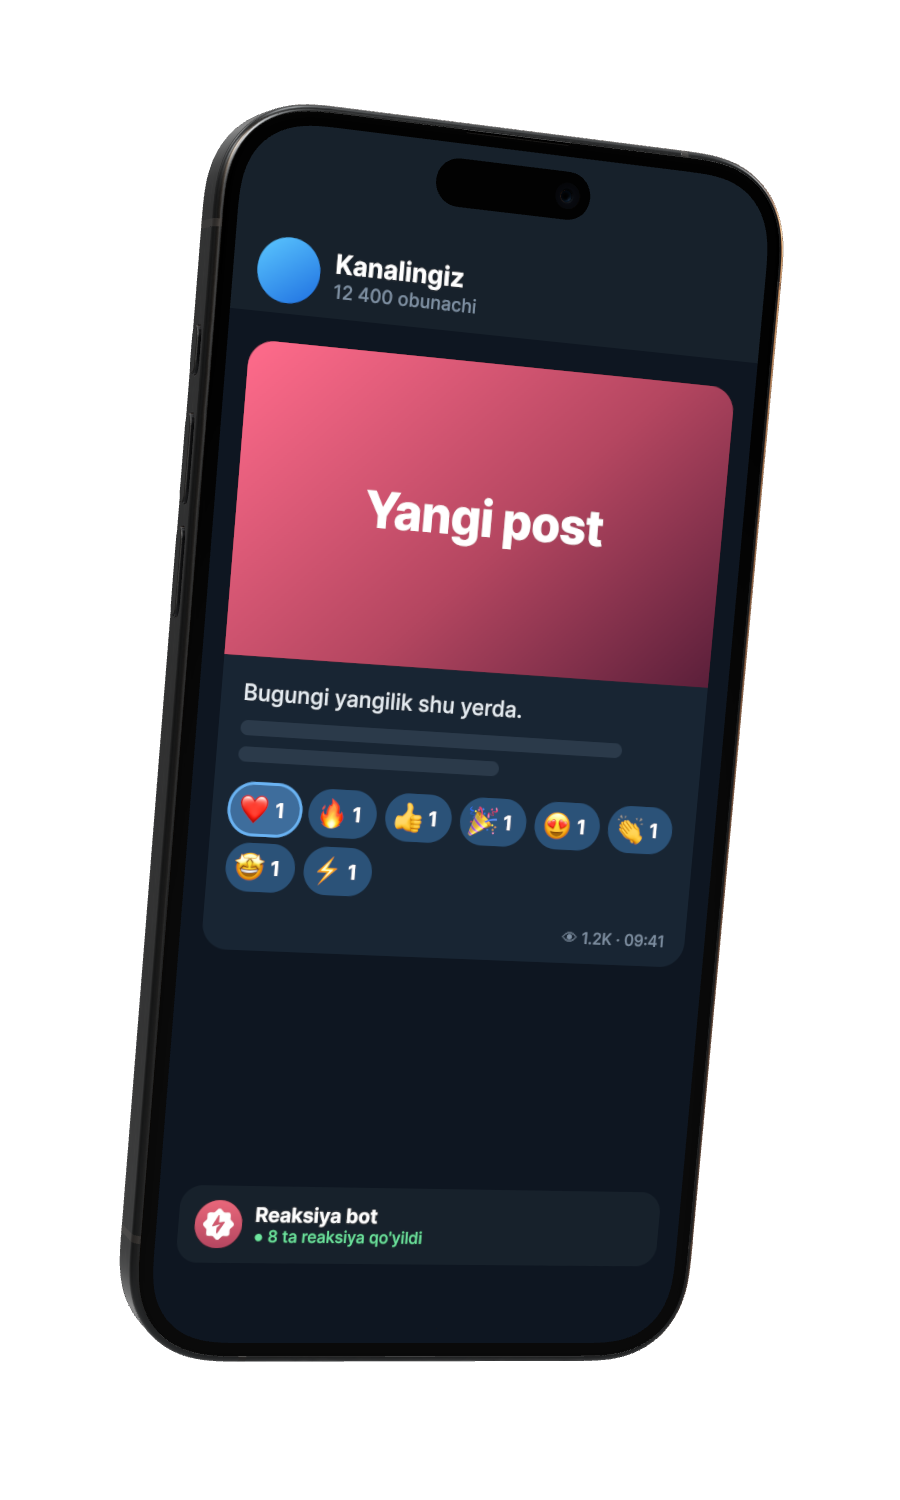 Kanalingiz
12 400 obunachi
Yangi post
Bugungi yangilik shu yerda.
❤️ 1 🔥 1 👍 1 🎉 1 😍 1 👏 1
🤩 1 ⚡ 1
👁 1.2K · 09:41
Reaksiya bot
• 8 ta reaksiya qo'yildi